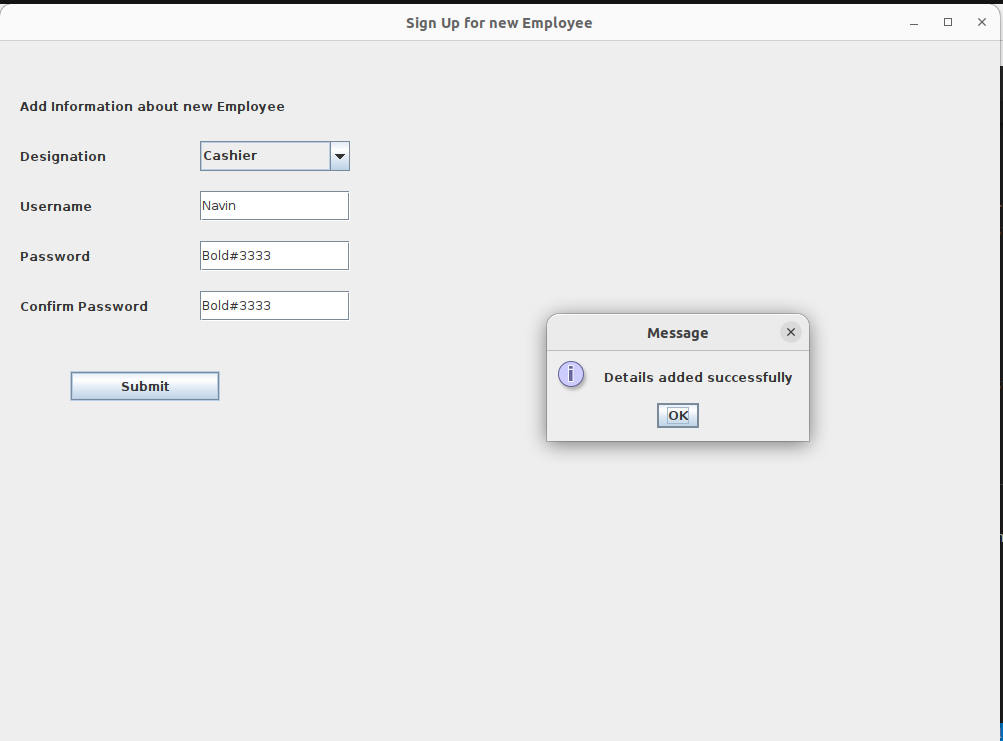 Sign Up for new Employee
Add Information about new Employee
Designation Cashier
Username Navin
Password Bold#3333
Confirm Password Bold#3333
Submit
Message
Details added successfully
OK